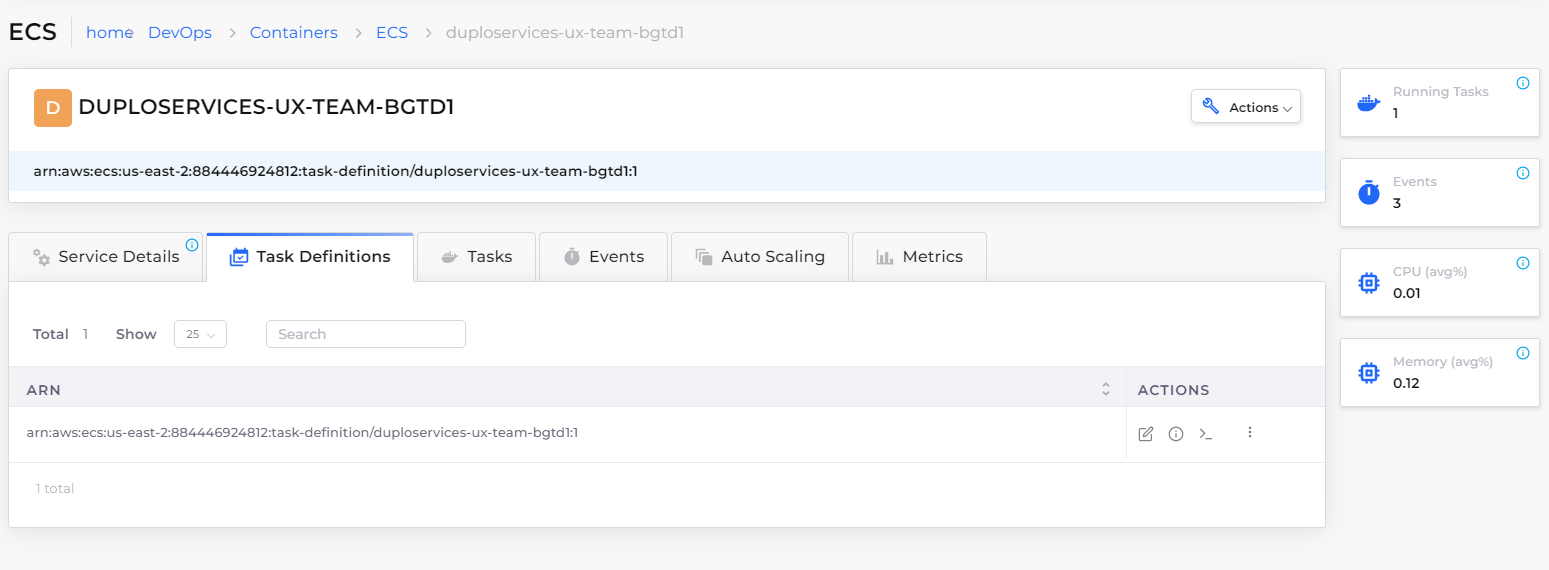 ECS home DevOps > Containers > ECS > duploservices-ux-team-bgtd1
D DUPLOSERVICES-UX-TEAM-BGTD1
Actions
arn:aws:ecs:us-east-2:884446924812:task-definition/duploservices-ux-team-bgtd1:1
Running Tasks
1
Events
3
CPU (avg%)
0.01
Memory (avg%)
0.12
Service Details Task Definitions Tasks Events Auto Scaling Metrics
Total 1 Show 25 Search
ARN ACTIONS
arn:aws:ecs:us-east-2:884446924812:task-definition/duploservices-ux-team-bgtd1:1
1 total